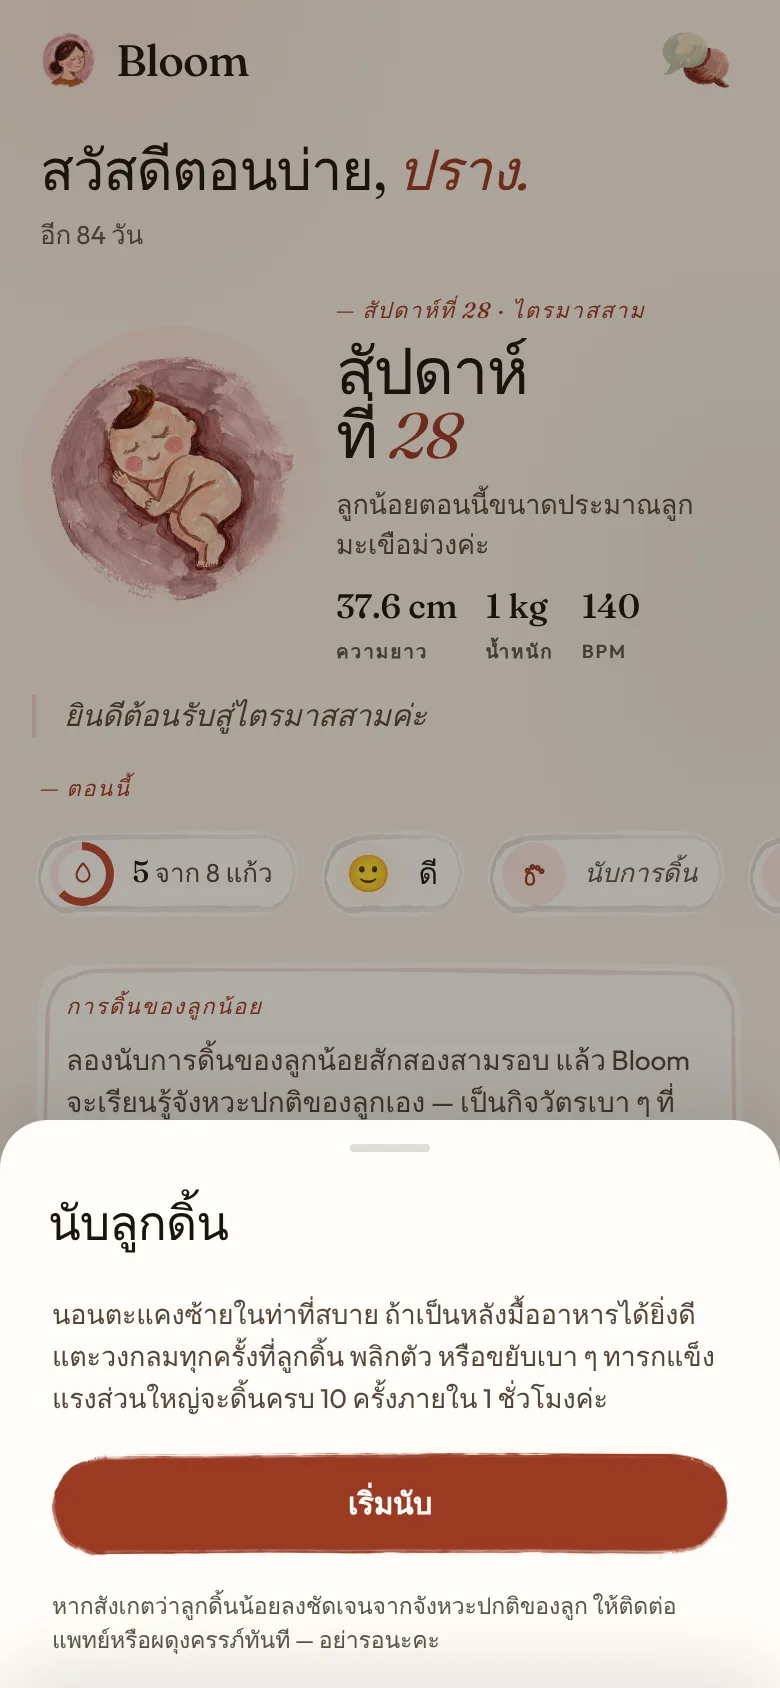 Bloom
สวัสดีตอนบ่าย, ปราง.
อีก 84 วัน
— สัปดาห์ที่ 28 · ไตรมาสสาม
สัปดาห์
ที่ 28
ลูกน้อยตอนนี้ขนาดประมาณลูก
มะเขือม่วงค่ะ
37.6 cm 1 kg 140
ความยาว น้ำหนัก BPM
ยินดีต้อนรับสู่ไตรมาสสามค่ะ
— ตอนนี้
5 จาก 8 แก้ว ดี นับการดิ้น
การดิ้นของลูกน้อย
ลองนับการดิ้นของลูกน้อยสักสองสามรอบ แล้ว Bloom
จะเรียนรู้จังหวะปกติของลูกเอง — เป็นกิจวัตรเบา ๆ ที่
นับลูกดิ้น
นอนตะแคงซ้ายในท่าที่สบาย ถ้าเป็นหลังมื้ออาหารได้ยิ่งดี
แตะวงกลมทุกครั้งที่ลูกดิ้น พลิกตัว หรือขยับเบา ๆ ทารกแข็ง
แรงส่วนใหญ่จะดิ้นครบ 10 ครั้งภายใน 1 ชั่วโมงค่ะ
เริ่มนับ
หากสังเกตว่าลูกดิ้นน้อยลงชัดเจนจากจังหวะปกติของลูก ให้ติดต่อ
แพทย์หรือผดุงครรภ์ทันที — อย่ารอนะคะ